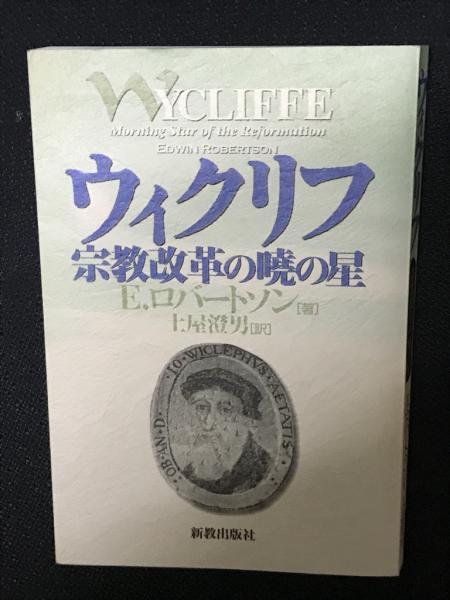 WYCLIFFE
Morning Star of the Reformation
EDWIN ROBERTSON
ウィクリフ
宗教改革の暁の星
E.ロバートソン[著]
土屋澄男[訳]
IO·WICLEPHVS·AETATIS·
OB·AN·D·
新教出版社